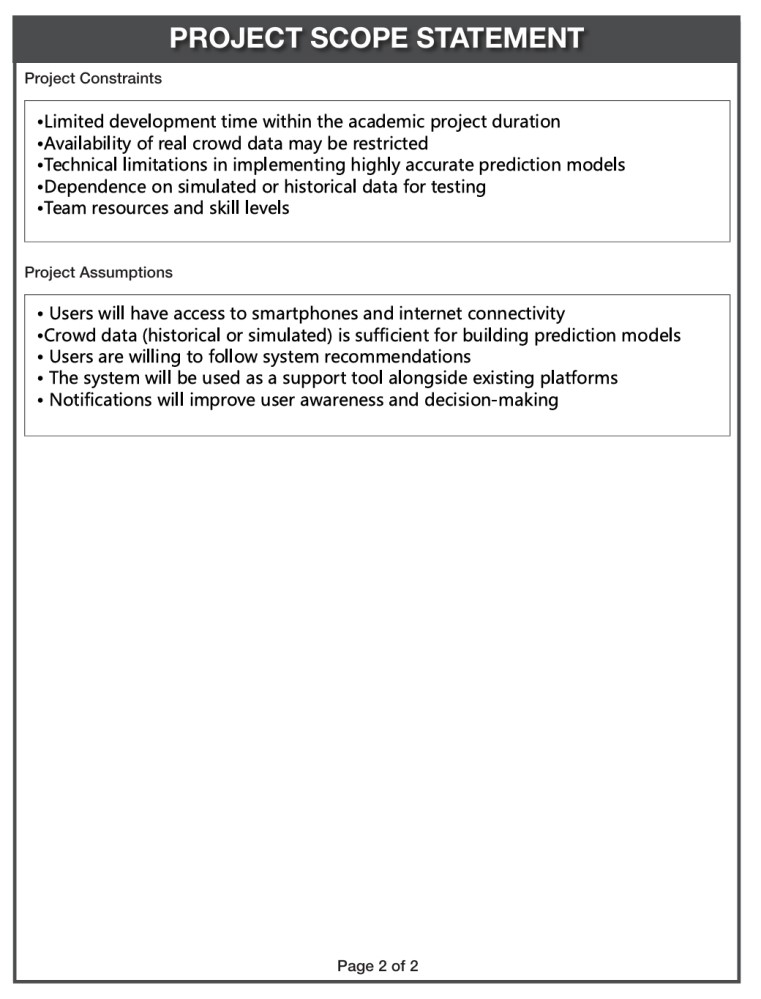 PROJECT SCOPE STATEMENT
Project Constraints
•Limited development time within the academic project duration
•Availability of real crowd data may be restricted
•Technical limitations in implementing highly accurate prediction models
•Dependence on simulated or historical data for testing
•Team resources and skill levels
Project Assumptions
• Users will have access to smartphones and internet connectivity
•Crowd data (historical or simulated) is sufficient for building prediction models
• Users are willing to follow system recommendations
• The system will be used as a support tool alongside existing platforms
• Notifications will improve user awareness and decision-making
Page 2 of 2